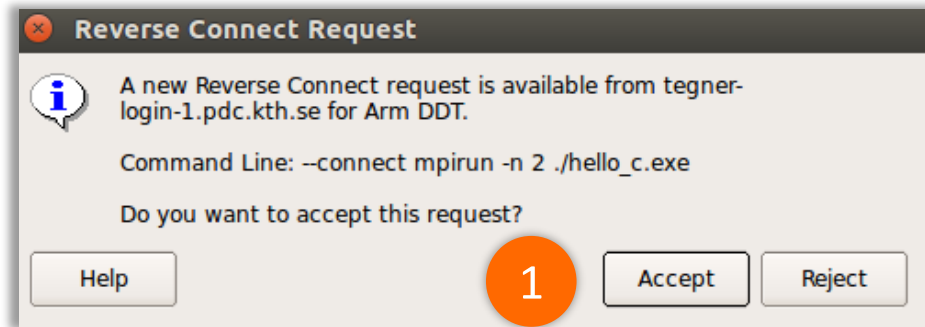 Reverse Connect Request
A new Reverse Connect request is available from tegner-
login-1.pdc.kth.se for Arm DDT.
Command Line: --connect mpirun -n 2 ./hello_c.exe
Do you want to accept this request?
Help
1
Accept
Reject